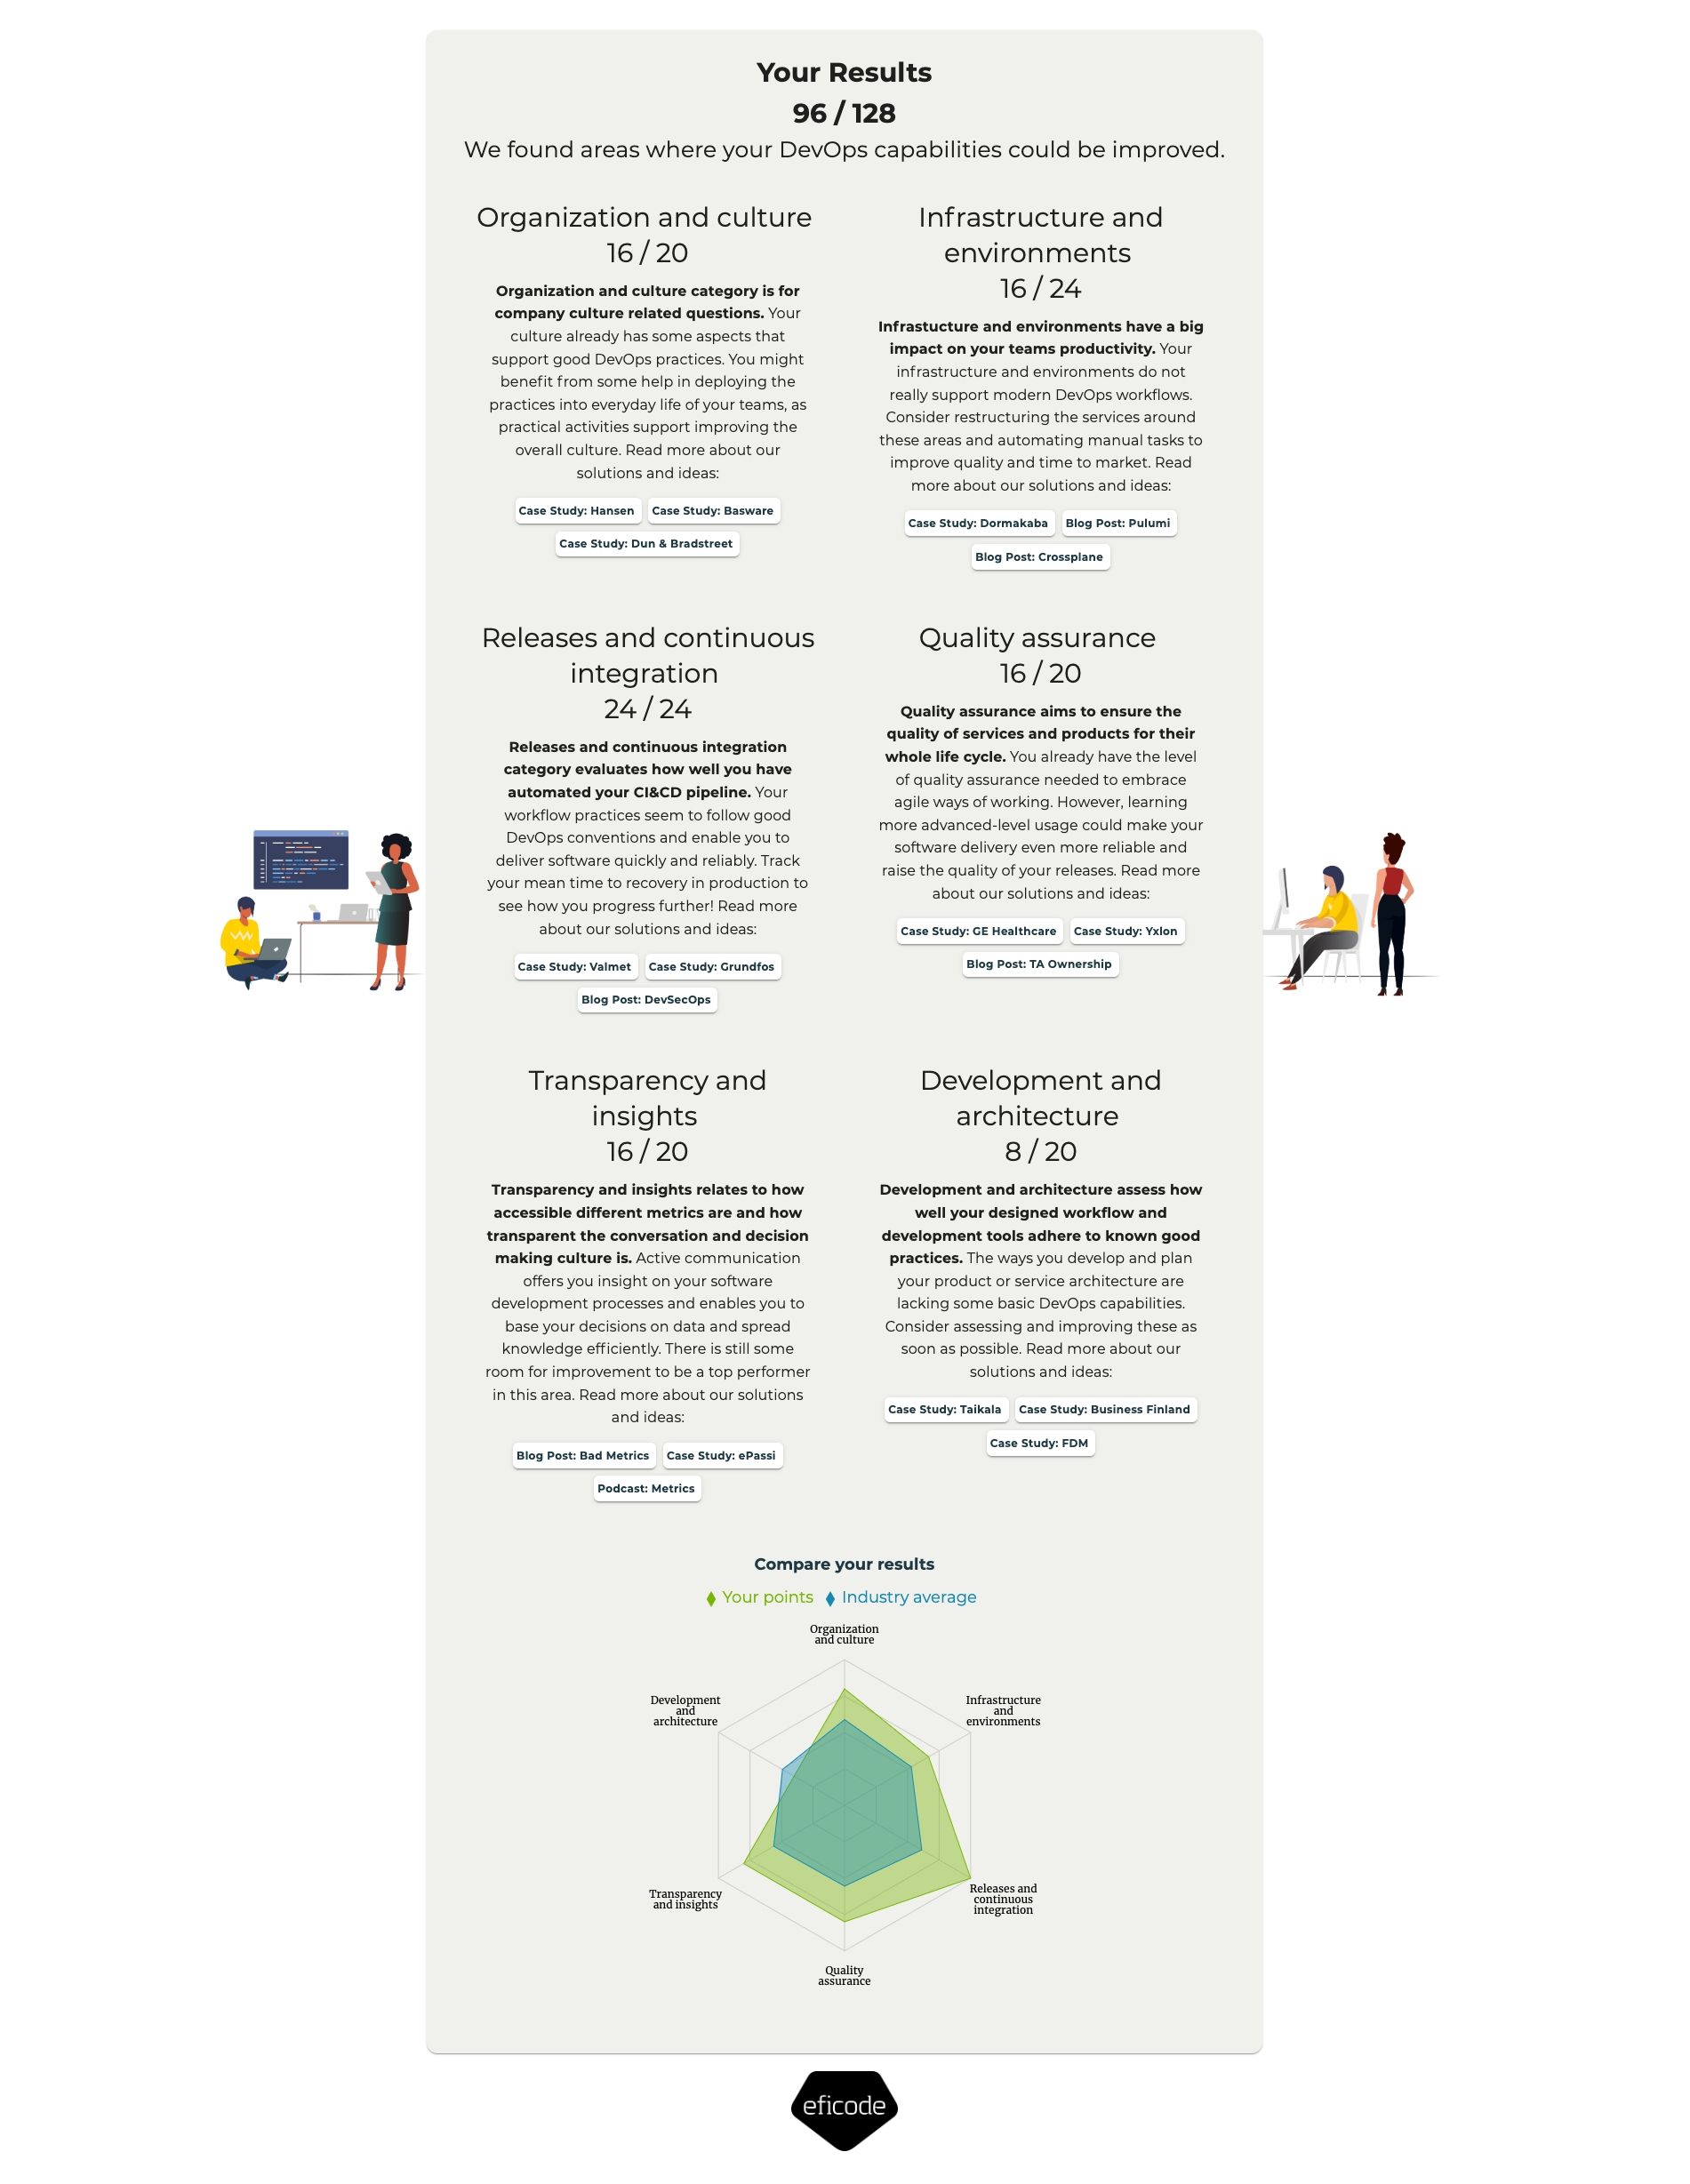 Your Results
96 / 128
We found areas where your DevOps capabilities could be improved.
Organization and culture
16 / 20
Organization and culture category is for
company culture related questions. Your
culture already has some aspects that
support good DevOps practices. You might
benefit from some help in deploying the
practices into everyday life of your teams, as
practical activities support improving the
overall culture. Read more about our
solutions and ideas:
Case Study: Hansen
Case Study: Basware
Case Study: Dun & Bradstreet
Infrastructure and
environments
16 / 24
Infrastucture and environments have a big
impact on your teams productivity. Your
infrastructure and environments do not
really support modern DevOps workflows.
Consider restructuring the services around
these areas and automating manual tasks to
improve quality and time to market. Read
more about our solutions and ideas:
Case Study: Dormakaba
Blog Post: Pulumi
Blog Post: Crossplane
Releases and continuous
integration
24 / 24
Releases and continuous integration
category evaluates how well you have
automated your CI&CD pipeline. Your
workflow practices seem to follow good
DevOps conventions and enable you to
deliver software quickly and reliably. Track
your mean time to recovery in production to
see how you progress further! Read more
about our solutions and ideas:
Case Study: Valmet
Case Study: Grundfos
Blog Post: DevSecOps
Quality assurance
16 / 20
Quality assurance aims to ensure the
quality of services and products for their
whole life cycle. You already have the level
of quality assurance needed to embrace
agile ways of working. However, learning
more advanced-level usage could make your
software delivery even more reliable and
raise the quality of your releases. Read more
about our solutions and ideas:
Case Study: GE Healthcare
Case Study: Yxlon
Blog Post: TA Ownership
Transparency and
insights
16 / 20
Transparency and insights relates to how
accessible different metrics are and how
transparent the conversation and decision
making culture is. Active communication
offers you insight on your software
development processes and enables you to
base your decisions on data and spread
knowledge efficiently. There is still some
room for improvement to be a top performer
in this area. Read more about our solutions
and ideas:
Blog Post: Bad Metrics
Case Study: ePassi
Podcast: Metrics
Development and
architecture
8 / 20
Development and architecture assess how
well your designed workflow and
development tools adhere to known good
practices. The ways you develop and plan
your product or service architecture are
lacking some basic DevOps capabilities.
Consider assessing and improving these as
soon as possible. Read more about our
solutions and ideas:
Case Study: Taikala
Case Study: Business Finland
Case Study: FDM
Compare your results
Your points
Industry average
Organization
and culture
Development
and
architecture
Infrastructure
and
environments
Transparency
and insights
Releases and
continuous
integration
Quality
assurance
eficode